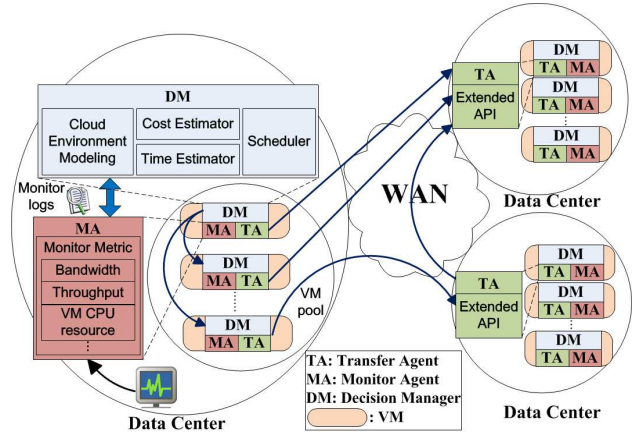 DM
Cloud
Environment
Modeling
Cost Estimator
Time Estimator
Scheduler
Monitor
logs
MA
Monitor Metric
Bandwidth
Throughput
VM CPU
resource
DM
MA TA
DM
MA TA
DM
MA TA
VM
pool
Data Center
WAN
TA
Extended
API
DM
TA MA
DM
TA MA
DM
TA MA
Data Center
TA
Extended
API
DM
TA MA
DM
TA MA
DM
TA MA
Data Center
TA: Transfer Agent
MA: Monitor Agent
DM: Decision Manager
: VM